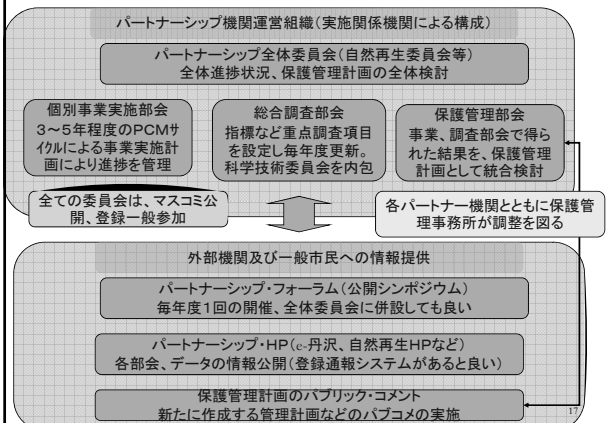 パートナーシップ機関運営組織(実施関係機関による構成)
パートナーシップ全体委員会(自然再生委員会等)
全体進捗状況、保護管理計画の全体検討
個別事業実施部会
3~5年程度のPCMサ
イクルによる事業実施計
画により進捗を管理
総合調査部会
指標など重点調査項目
を設定し毎年度更新。
科学技術委員会を内包
保護管理部会
事業、調査部会で得ら
れた結果を、保護管理
計画として統合検討
全ての委員会は、マスコミ公
開、登録一般参加
各パートナー機関とともに保護管
理事務所が調整を図る
外部機関及び一般市民への情報提供
パートナーシップ・フォーラム(公開シンポジウム)
毎年度1回の開催、全体委員会に併設しても良い
パートナーシップ・HP(e-丹沢、自然再生HPなど)
各部会、データの情報公開(登録通報システムがあると良い)
保護管理計画のパブリック・コメント
新たに作成する管理計画などのパブコメの実施
17